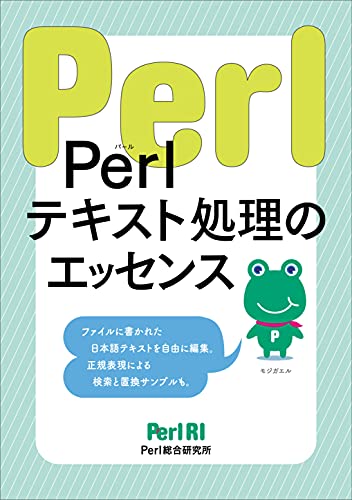 Perl
パール
Perl
テキスト処理の
エッセンス
P
モジガエル
ファイルに書かれた
日本語テキストを自由に編集。
正規表現による
検索と置換サンプルも。
Perl RI
Perl総合研究所